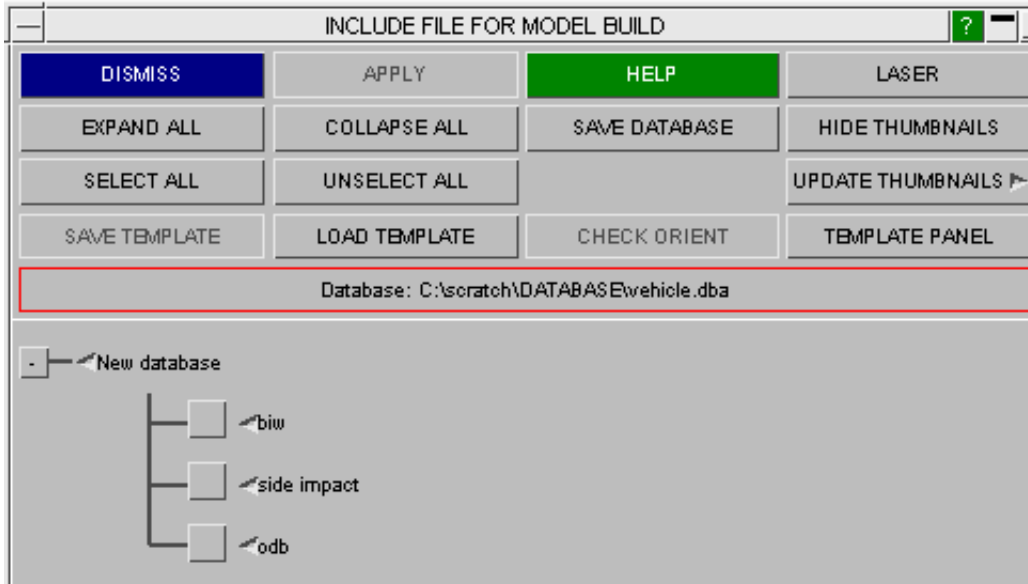 INCLUDE FILE FOR MODEL BUILD ?
DISMISS APPLY HELP LASER
EXPAND ALL COLLAPSE ALL SAVE DATABASE HIDE THUMBNAILS
SELECT ALL UNSELECT ALL UPDATE THUMBNAILS
SAVE TEMPLATE LOAD TEMPLATE CHECK ORIENT TEMPLATE PANEL
Database: C:\scratch\DATABASE\vehicle.dba
- New database
biw
side impact
odb